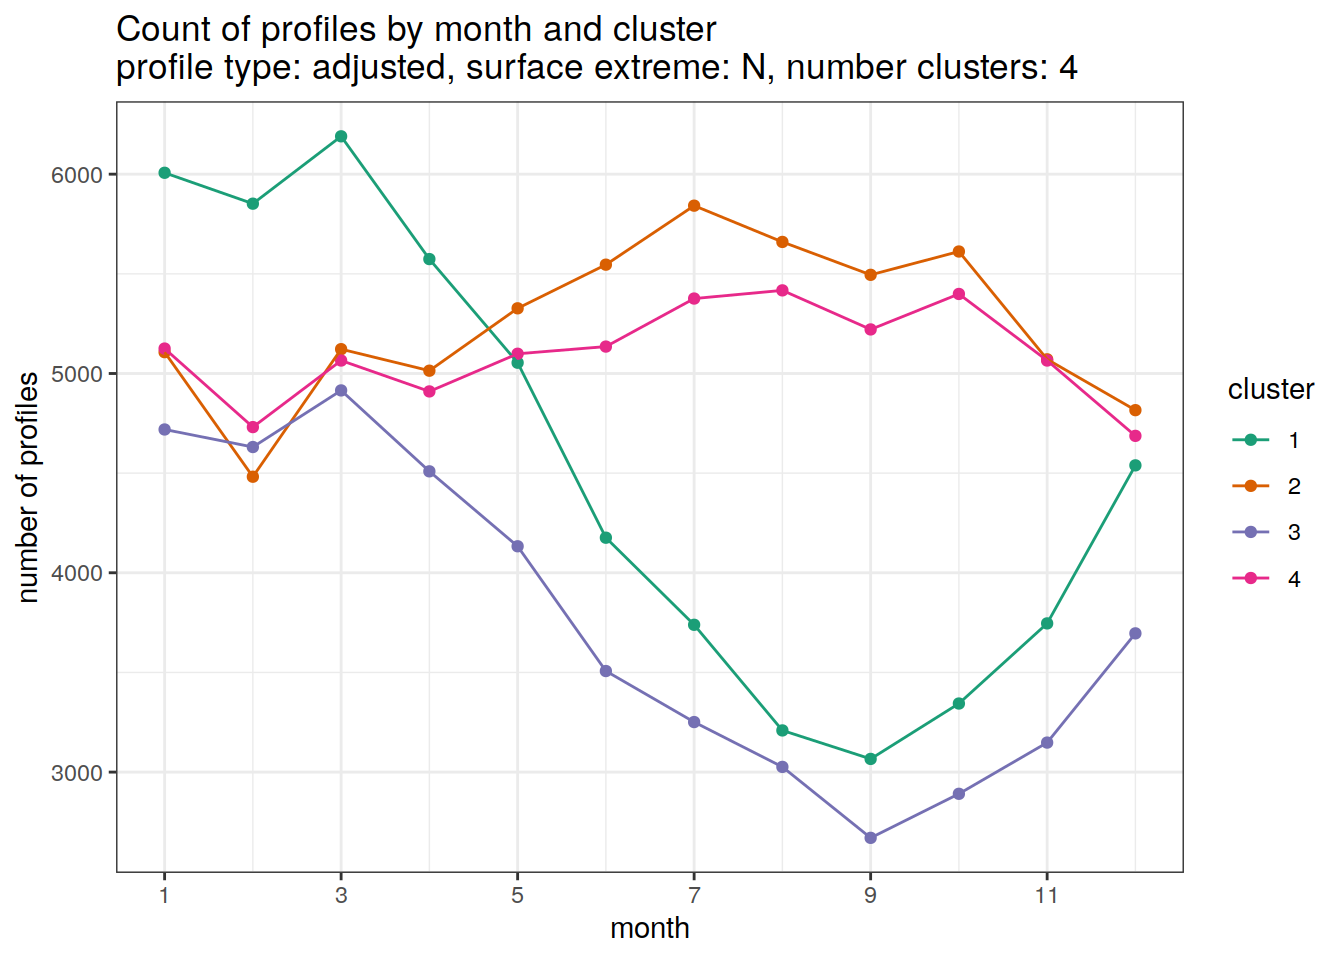 Count of profiles by month and cluster
profile type: adjusted, surface extreme: N, number clusters: 4
number of profiles
6000
5000
4000
3000
1 3 5 7 9 11
month
cluster
1
2
3
4